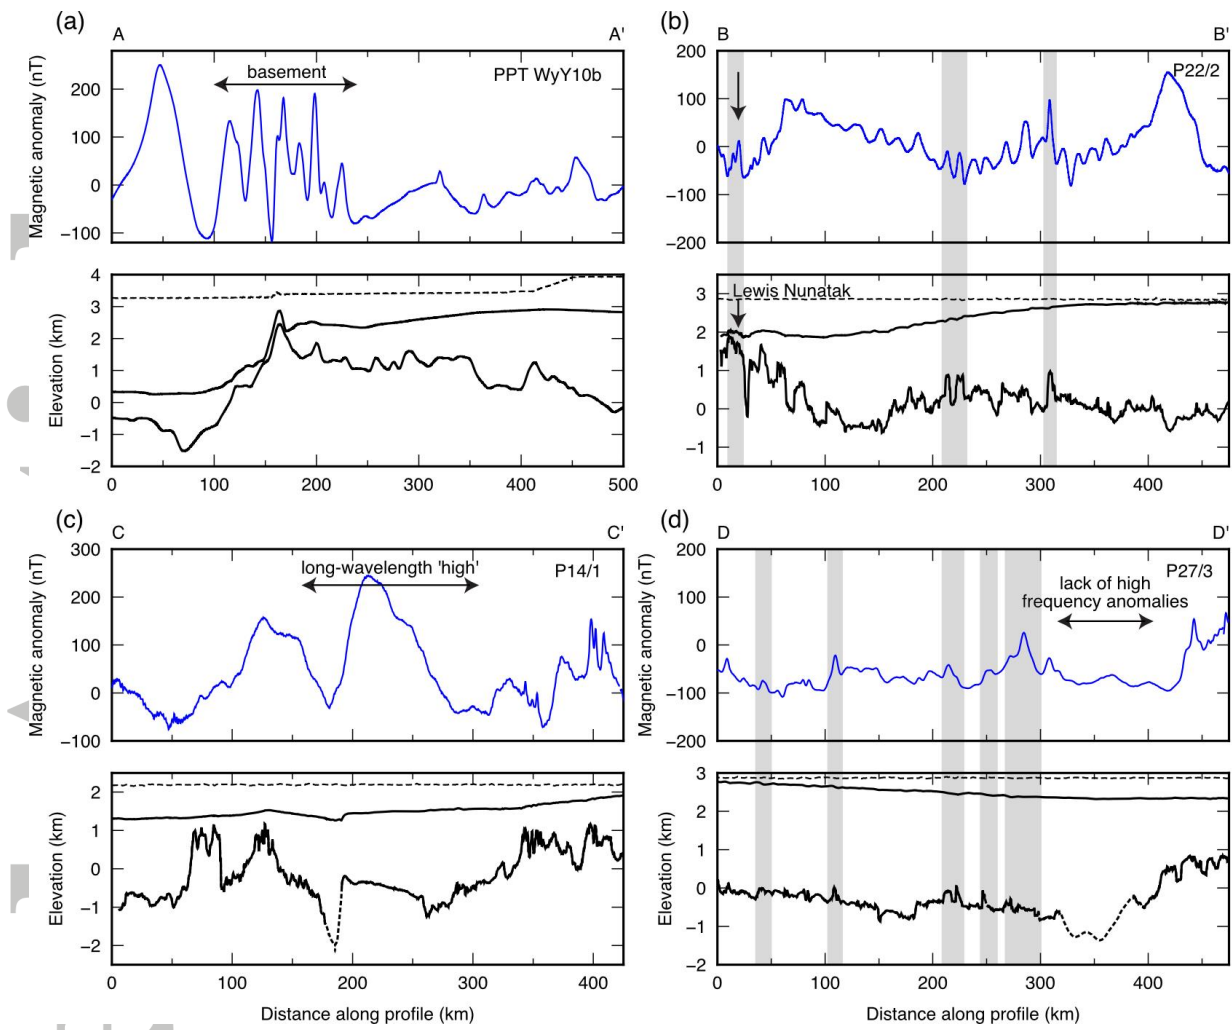 (a)
A
A'
Magnetic anomaly (nT)
200
100
0
−100
basement
PPT WyY10b
Elevation (km)
4
3
2
1
0
−1
−2
0
100
200
300
400
500
(b)
B
B'
200
100
0
−100
−200
P22/2
3
2
1
0
−1
Lewis Nunatak
0
100
200
300
400
(c)
C
C'
Magnetic anomaly (nT)
300
200
100
0
−100
long-wavelength 'high'
P14/1
Elevation (km)
2
1
0
−1
−2
0
100
200
300
400
Distance along profile (km)
(d)
D
D'
Magnetic anomaly (nT)
200
100
0
−100
−200
P27/3
lack of high
frequency anomalies
Elevation (km)
3
2
1
0
−1
−2
0
100
200
300
400
Distance along profile (km)